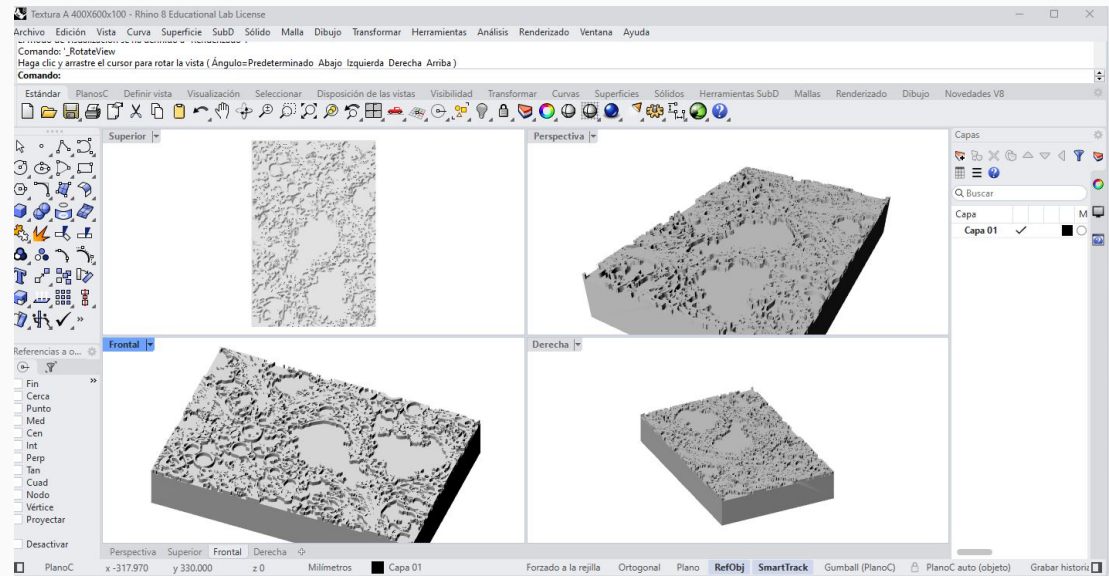 Textura A 400X600x100 - Rhino 8 Educational Lab License
Archivo Edición Vista Curva Superficie SubD Sólido Malla Dibujo Transformar Herramientas Análisis Renderizado Ventana Ayuda
Comando: '_RotateView
Haga clic y arrastre el cursor para rotar la vista ( Ángulo=Predeterminado Abajo Izquierda Derecha Arriba )
Comando:
Estándar PlanosC Definir vista Visualización Seleccionar Disposición de las vistas Visibilidad Transformar Curvas Superficies Sólidos Herramientas SubD Mallas Renderizado Dibujo Novedades V8
Superior
Perspectiva
Capas
Buscar
Capa M
Capa 01
Frontal
Derecha
Referencias a o...
Fin
Cerca
Punto
Med
Cen
Int
Perp
Tan
Cuad
Nodo
Vértice
Proyectar
Desactivar
Perspectiva Superior Frontal Derecha
PlanoC x -317.970 y 330.000 z 0 Milímetros Capa 01 Forzado a la rejilla Ortogonal Plano RefObj SmartTrack Gumball (PlanoC) PlanoC auto (objeto) Grabar historia